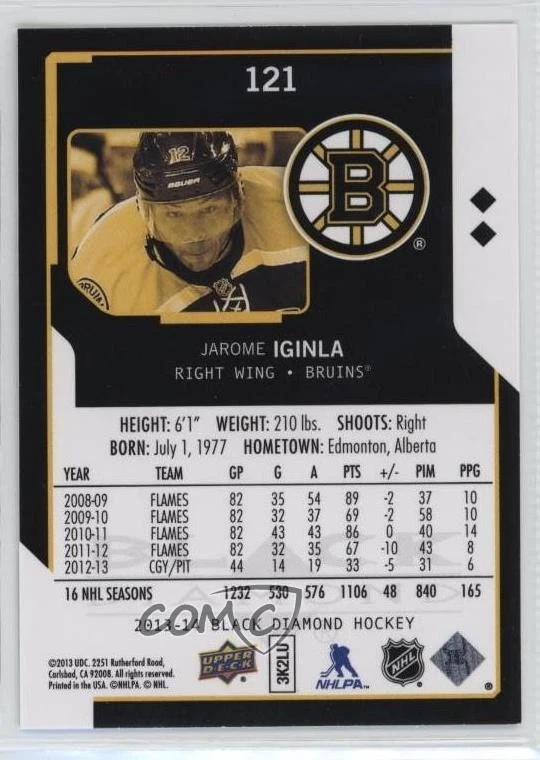 121
12
BAUER
B
®
JAROME IGINLA
RIGHT WING • BRUINS®
HEIGHT: 6'1" WEIGHT: 210 lbs. SHOOTS: Right
BORN: July 1, 1977 HOMETOWN: Edmonton, Alberta
YEAR TEAM GP G A PTS +/- PIM PPG
2008-09 FLAMES 82 35 54 89 -2 37 10
2009-10 FLAMES 82 32 37 69 -2 58 10
2010-11 FLAMES 82 43 43 86 0 40 14
2011-12 FLAMES 82 32 35 67 -10 43 8
2012-13 CGY/PIT 44 14 19 33 -5 31 6
BLACK DIAMOND
16 NHL SEASONS 1232 530 576 1106 48 840 165
COMC
2013-14 BLACK DIAMOND HOCKEY
©2013 UDC. 2251 Rutherford Road,
Carlsbad, CA 92008. All rights reserved.
Printed in the USA. ©NHLPA. © NHL.
UPPER DECK
3K2LU
NHLPA
NHL
®